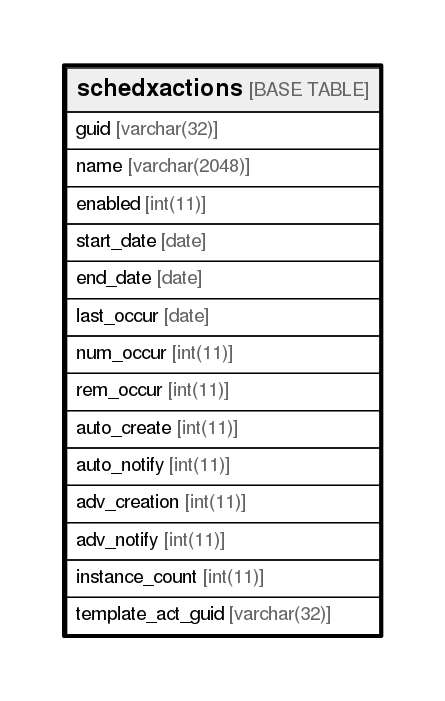 schedxactions [BASE TABLE]
guid [varchar(32)]
name [varchar(2048)]
enabled [int(11)]
start_date [date]
end_date [date]
last_occur [date]
num_occur [int(11)]
rem_occur [int(11)]
auto_create [int(11)]
auto_notify [int(11)]
adv_creation [int(11)]
adv_notify [int(11)]
instance_count [int(11)]
template_act_guid [varchar(32)]